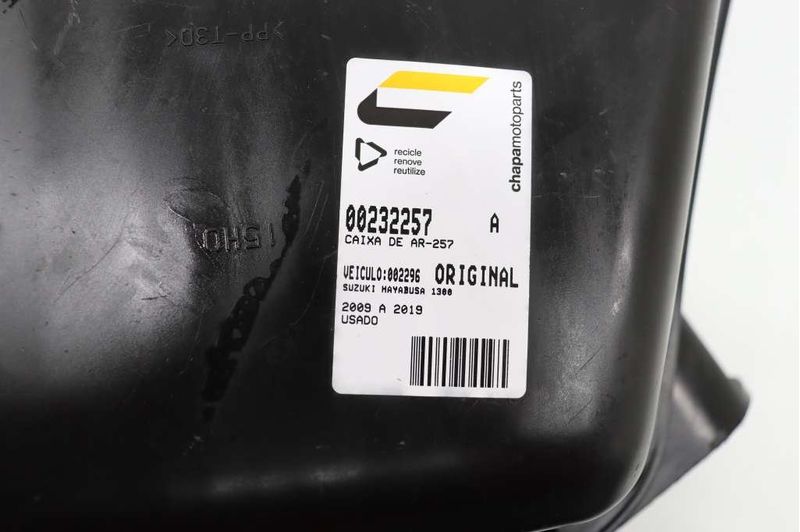 >PP-T30<
chapamotoparts
recicle
renove
reutilize
00232257 A
CAIXA DE AR-257
VEICULO:002296 ORIGINAL
SUZUKI HAYABUSA 1300
2009 A 2019
USADO
15H0